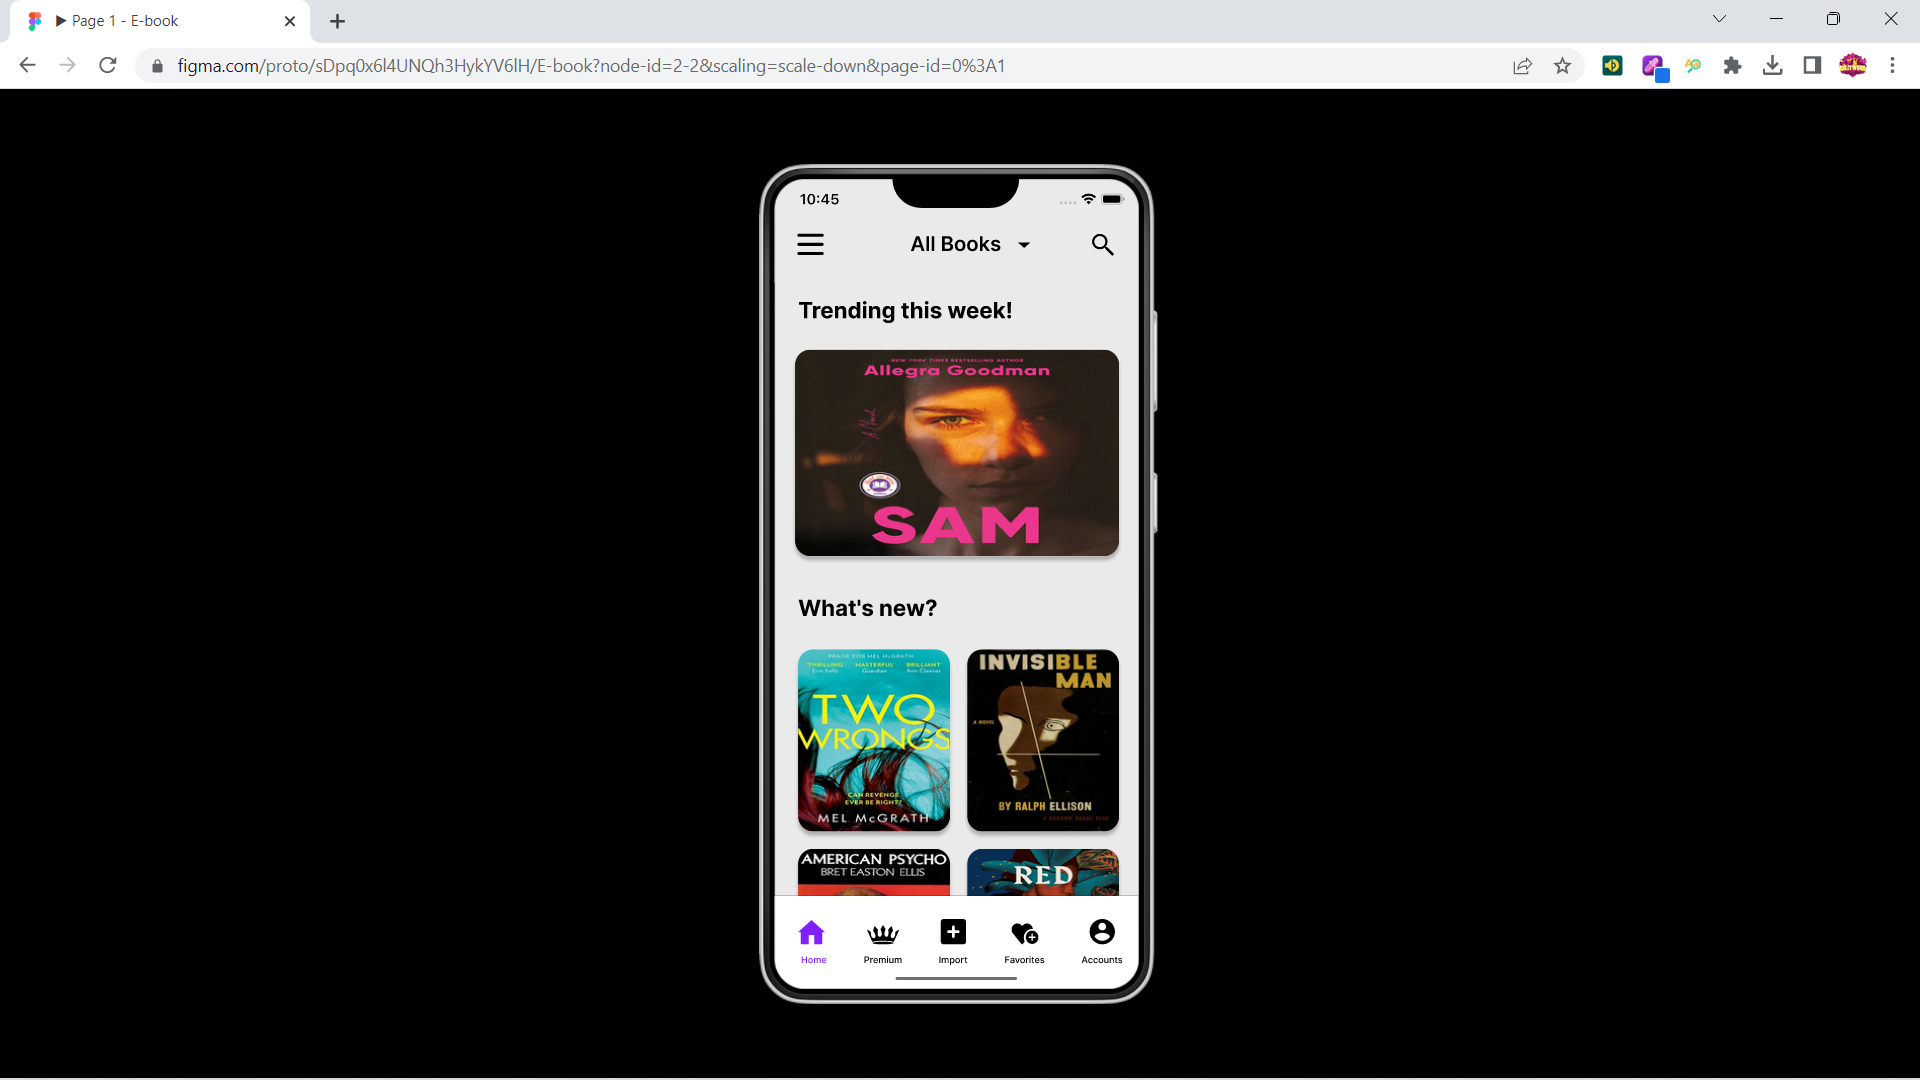 Page 1 - E-book
figma.com/proto/sDpq0x6l4UNQh3HykYV6lH/E-book?node-id=2-2&scaling=scale-down&page-id=0%3A1
10:45
All Books
Trending this week!
NEW YORK TIMES BESTSELLING AUTHOR
Allegra Goodman
A Novel
SAM
What's new?
PRAISE FOR MEL McGRATH
THRILLING MASTERFUL BRILLIANT
Erin Kelly Guardian Ann Cleeves
TWO
WRONGS
CAN REVENGE
EVER BE RIGHT?
MEL McGRATH
INVISIBLE
MAN
A NOVEL
BY RALPH ELLISON
A RANDOM HOUSE BOOK
AMERICAN PSYCHO
BRET EASTON ELLIS
RED
Home
Premium
Import
Favorites
Accounts